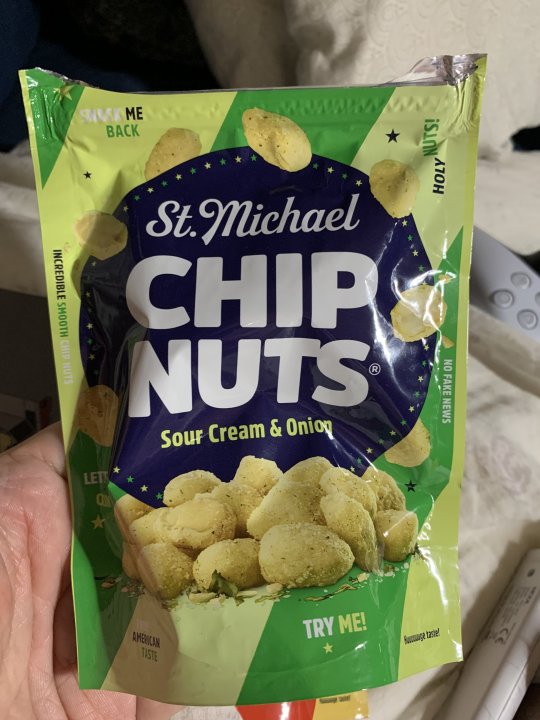 SMACK ME
BACK
HOLY NUTS!
St. Michael
CHIP
NUTS®
INCREDIBLE SMOOTH CHIP NUTS
NO FAKE NEWS
Sour Cream & Onion
AMERICAN
TASTE
TRY ME!